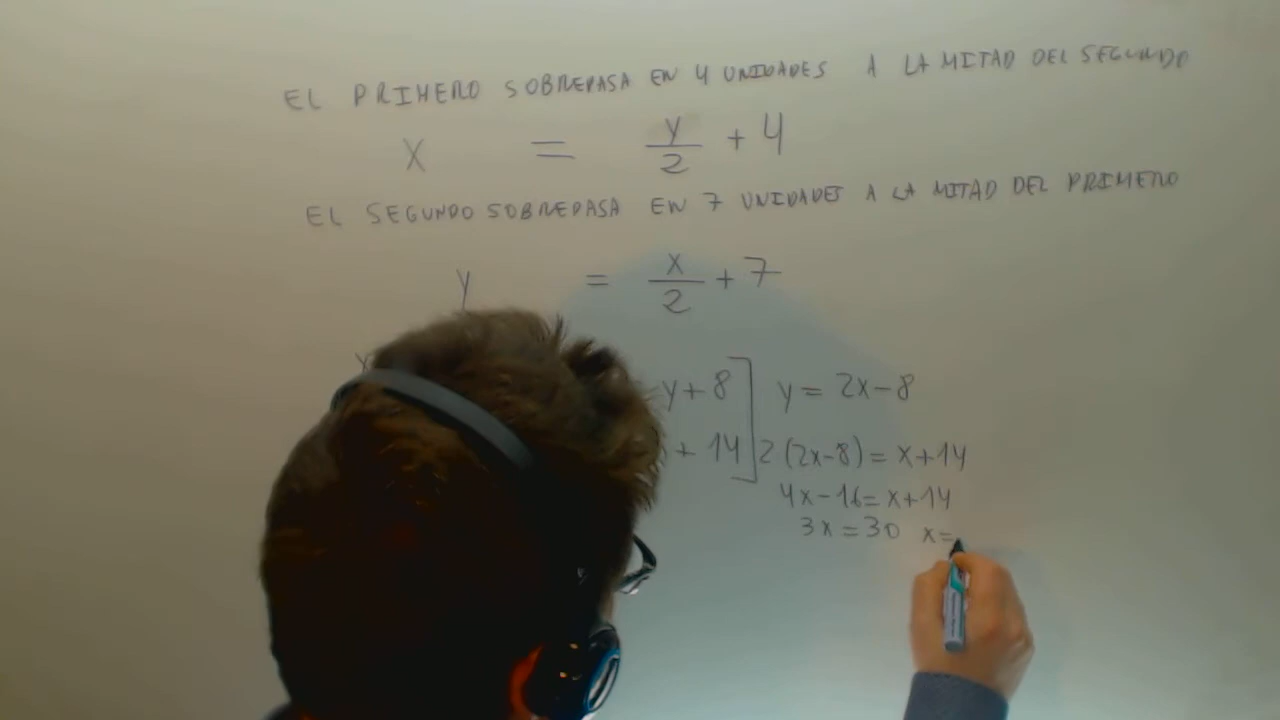 EL PRIMERO SOBREPASA EN 4 UNIDADES A LA MITAD DEL SEGUNDO
x = y/2 + 4
EL SEGUNDO SOBREPASA EN 7 UNIDADES A LA MITAD DEL PRIMERO
y = x/2 + 7
y + 8 ] y = 2x - 8
+ 14 ] 2(2x-8) = x+14
4x - 16 = x+14
3x = 30 x =